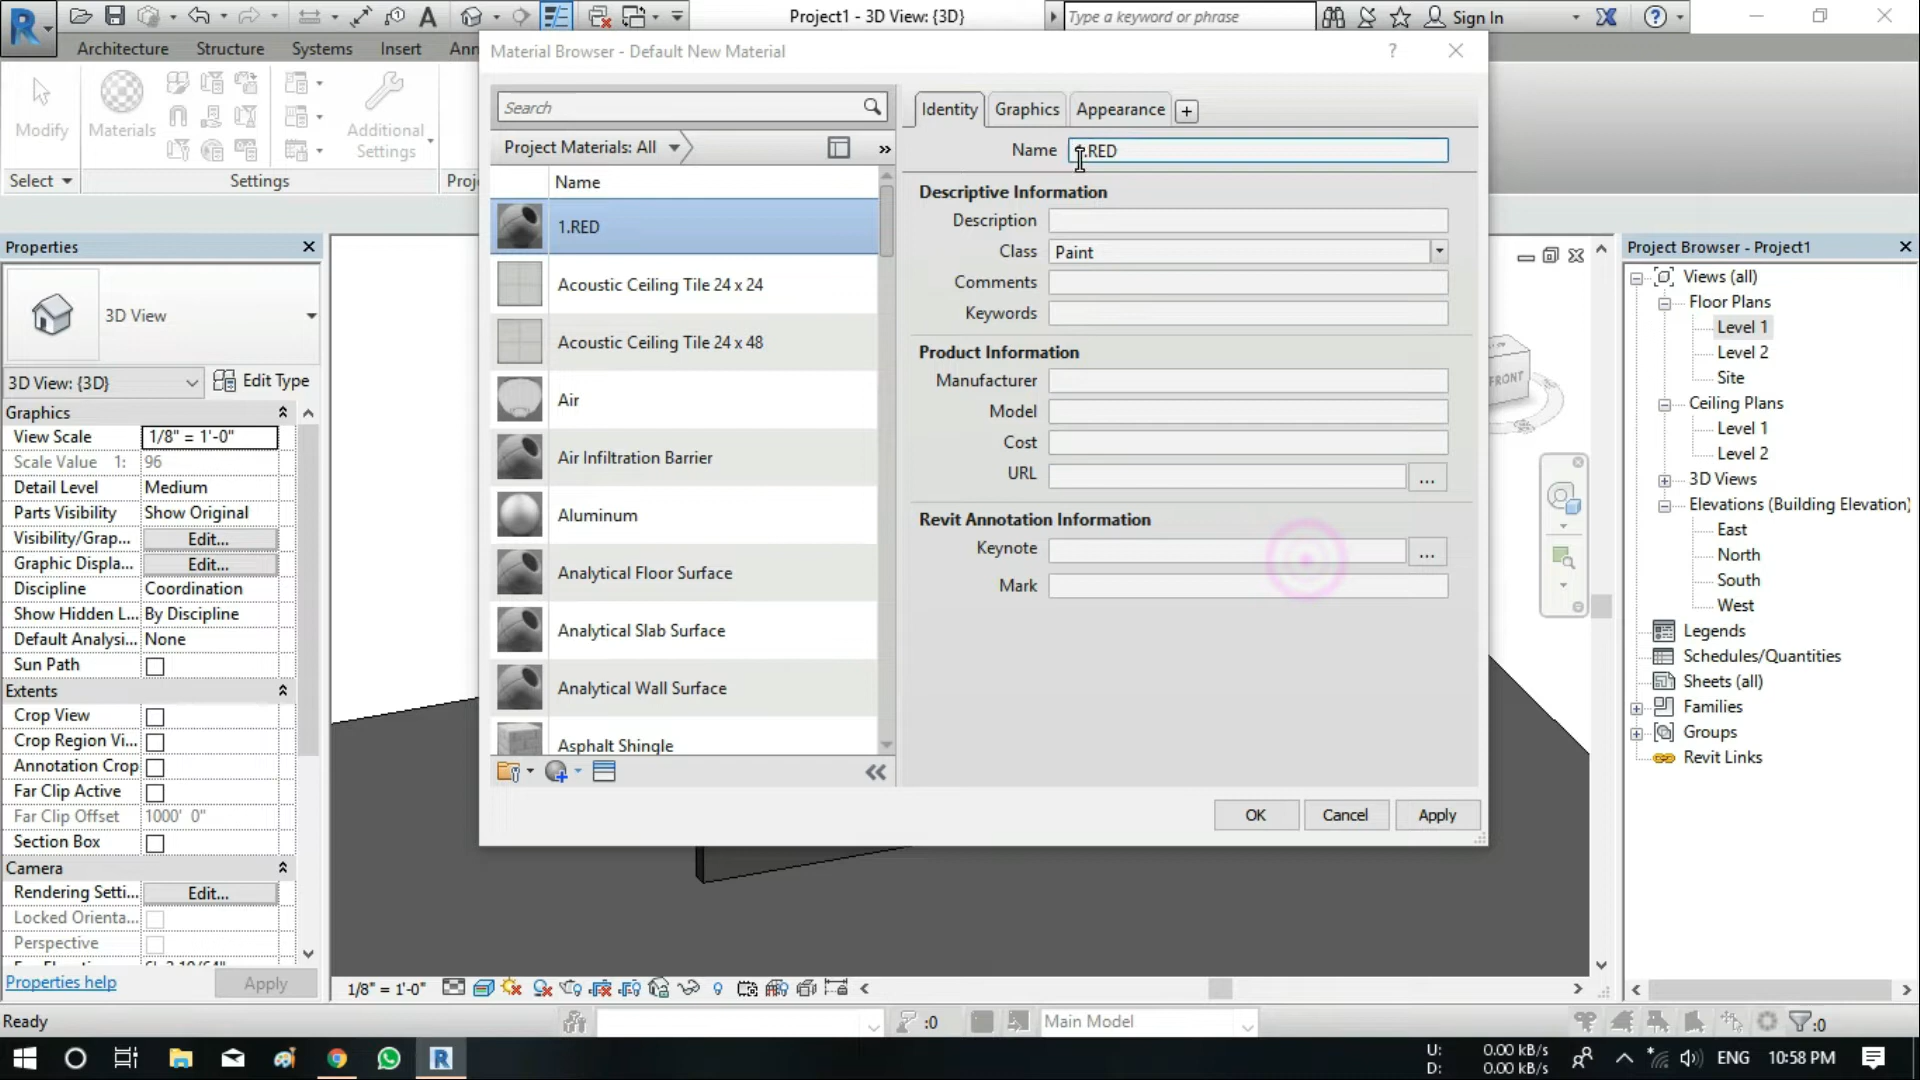 Project1 - 3D View: {3D}
Type a keyword or phrase
Sign In
Architecture
Structure
Systems
Insert
Material Browser - Default New Material
Modify
Materials
Additional
Settings
Select
Settings
Search
Project Materials: All
Name
1.RED
Acoustic Ceiling Tile 24 x 24
Acoustic Ceiling Tile 24 x 48
Air
Air Infiltration Barrier
Aluminum
Analytical Floor Surface
Analytical Slab Surface
Analytical Wall Surface
Asphalt Shingle
Identity
Graphics
Appearance
Name
.RED
Descriptive Information
Description
Class
Paint
Comments
Keywords
Product Information
Manufacturer
Model
Cost
URL
...
Revit Annotation Information
Keynote
...
Mark
OK
Cancel
Apply
Properties
3D View
3D View: {3D}
Edit Type
Graphics
View Scale 1/8" = 1'-0"
Scale Value 1: 96
Detail Level Medium
Parts Visibility Show Original
Visibility/Grap... Edit...
Graphic Displa... Edit...
Discipline Coordination
Show Hidden L... By Discipline
Default Analysi... None
Sun Path
Extents
Crop View
Crop Region Vi...
Annotation Crop
Far Clip Active
Far Clip Offset 1000' 0"
Section Box
Camera
Rendering Setti... Edit...
Locked Orienta...
Perspective
Properties help
Apply
FRONT
Project Browser - Project1
Views (all)
Floor Plans
Level 1
Level 2
Site
Ceiling Plans
Level 1
Level 2
3D Views
Elevations (Building Elevation)
East
North
South
West
Legends
Schedules/Quantities
Sheets (all)
Families
Groups
Revit Links
1/8" = 1'-0"
Ready
:0
Main Model
:0
U: 0.00 kB/s
D: 0.00 kB/s
ENG
10:58 PM